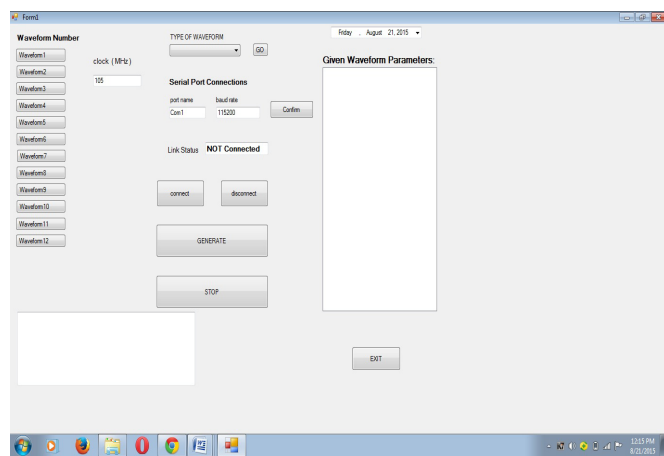 Form1
Waveform Number
Waveform1
Waveform2
Waveform3
Waveform4
Waveform5
Waveform6
Waveform7
Waveform8
Waveform9
Waveform10
Waveform11
Waveform12
clock (MHz)
105
TYPE OF WAVEFORM
GO
Serial Port Connections
port name baud rate
Com1 115200 Confirm
Link Status NOT Connected
connect disconnect
GENERATE
STOP
Friday , August 21, 2015
Given Waveform Parameters:
EXIT
12:15 PM
8/21/2015